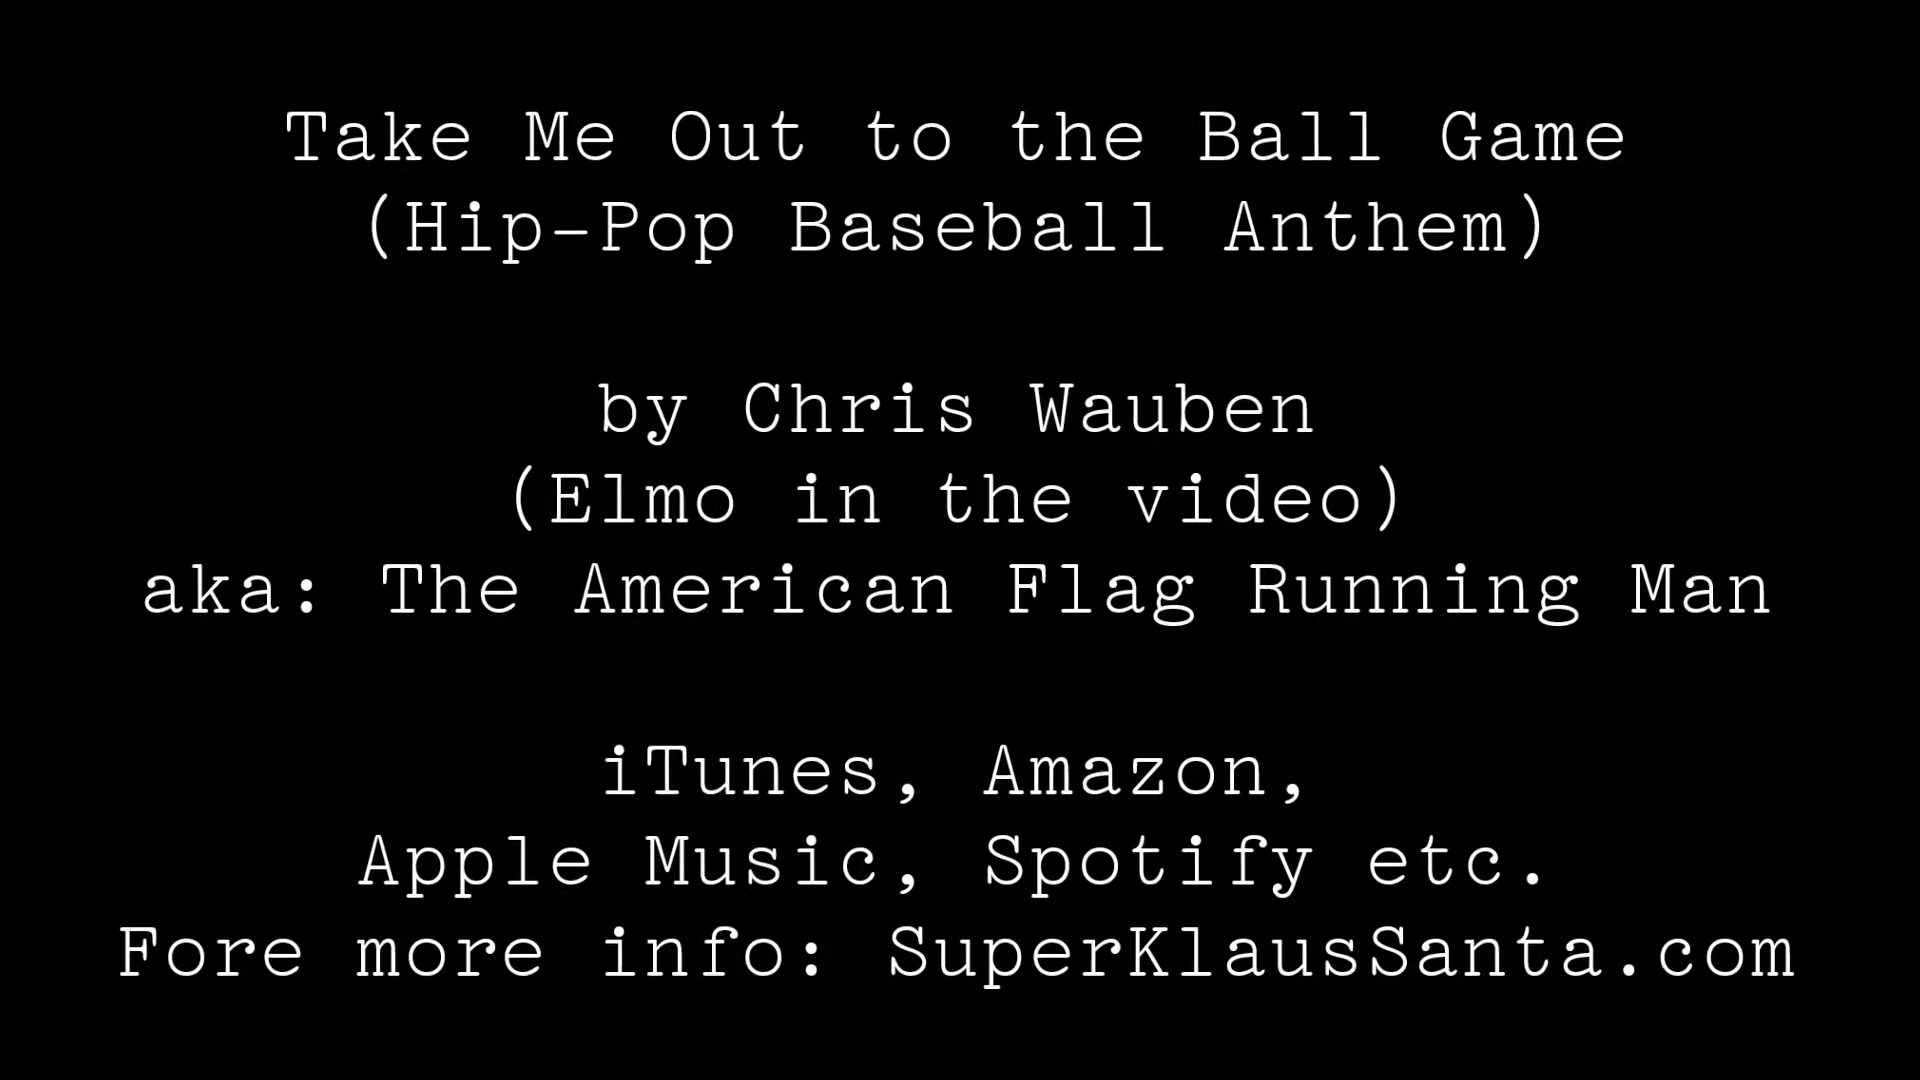 Take Me Out to the Ball Game
(Hip-Pop Baseball Anthem)
by Chris Wauben
(Elmo in the video)
aka: The American Flag Running Man
iTunes, Amazon,
Apple Music, Spotify etc.
Fore more info: SuperKlausSanta.com